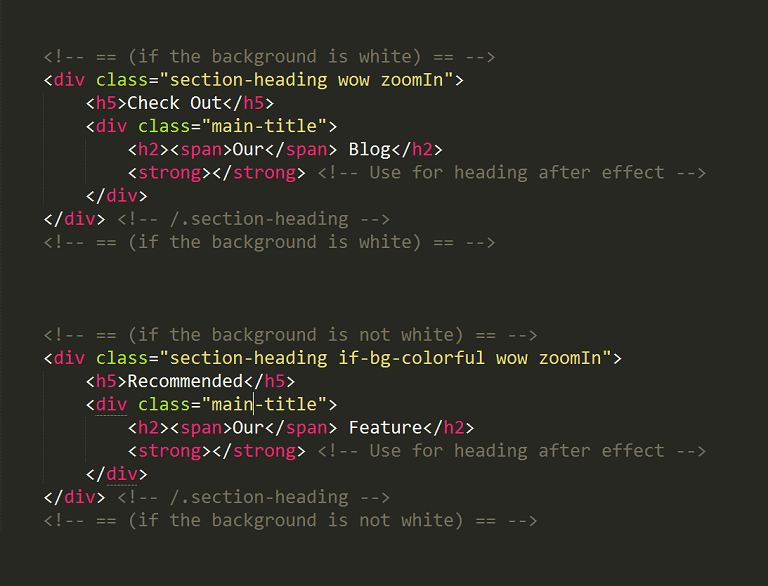 <!-- == (if the background is white) == -->
<div class="section-heading wow zoomIn">
<h5>Check Out</h5>
<div class="main-title">
<h2><span>Our</span> Blog</h2>
<strong></strong> <!-- Use for heading after effect -->
</div>
</div> <!-- /.section-heading -->
<!-- == (if the background is white) == -->
<!-- == (if the background is not white) == -->
<div class="section-heading if-bg-colorful wow zoomIn">
<h5>Recommended</h5>
<div class="main-title">
<h2><span>Our</span> Feature</h2>
<strong></strong> <!-- Use for heading after effect -->
</div>
</div> <!-- /.section-heading -->
<!-- == (if the background is not white) == -->